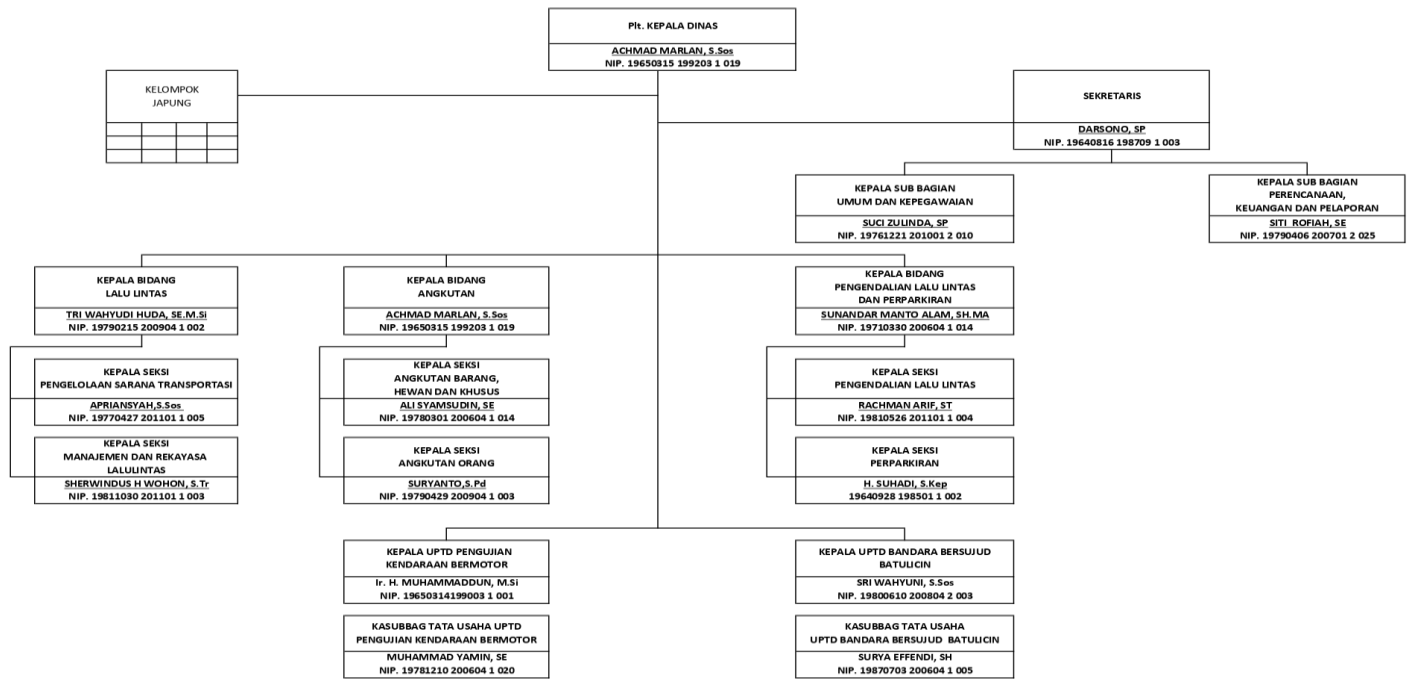 Plt. KEPALA DINAS
ACHMAD MARLAN, S.Sos
NIP. 19650315 199203 1 019
KELOMPOK
JAPUNG
SEKRETARIS
DARSONO, SP
NIP. 19640816 198709 1 003
KEPALA SUB BAGIAN
UMUM DAN KEPEGAWAIAN
SUCI ZULINDA, SP
NIP. 19761221 201001 2 010
KEPALA SUB BAGIAN
PERENCANAAN,
KEUANGAN DAN PELAPORAN
SITI ROFIAH, SE
NIP. 19790406 200701 2 025
KEPALA BIDANG
LALU LINTAS
TRI WAHYUDI HUDA, SE.M.Si
NIP. 19790215 200904 1 002
KEPALA SEKSI
PENGELOLAAN SARANA TRANSPORTASI
APRIANSYAH,S.Sos
NIP. 19770427 201101 1 005
KEPALA SEKSI
MANAJEMEN DAN REKAYASA
LALULINTAS
SHERWINDUS H WOHON, S.Tr
NIP. 19811030 201101 1 003
KEPALA BIDANG
ANGKUTAN
ACHMAD MARLAN, S.Sos
NIP. 19650315 199203 1 019
KEPALA SEKSI
ANGKUTAN BARANG,
HEWAN DAN KHUSUS
ALI SYAMSUDIN, SE
NIP. 19780301 200604 1 014
KEPALA SEKSI
ANGKUTAN ORANG
SURYANTO,S.Pd
NIP. 19790429 200904 1 003
KEPALA BIDANG
PENGENDALIAN LALU LINTAS
DAN PERPARKIRAN
SUNANDAR MANTO ALAM, SH.MA
NIP. 19710330 200604 1 014
KEPALA SEKSI
PENGENDALIAN LALU LINTAS
RACHMAN ARIF, ST
NIP. 19810526 201101 1 004
KEPALA SEKSI
PERPARKIRAN
H. SUHADI, S.Kep
19640928 198501 1 002
KEPALA UPTD PENGUJIAN
KENDARAAN BERMOTOR
Ir. H. MUHAMMADDUN, M.Si
NIP. 19650314199003 1 001
KASUBBAG TATA USAHA UPTD
PENGUJIAN KENDARAAN BERMOTOR
MUHAMMAD YAMIN, SE
NIP. 19781210 200604 1 020
KEPALA UPTD BANDARA BERSUJUD
BATULICIN
SRI WAHYUNI, S.Sos
NIP. 19800610 200804 2 003
KASUBBAG TATA USAHA
UPTD BANDARA BERSUJUD BATULICIN
SURYA EFFENDI, SH
NIP. 19870703 200604 1 005